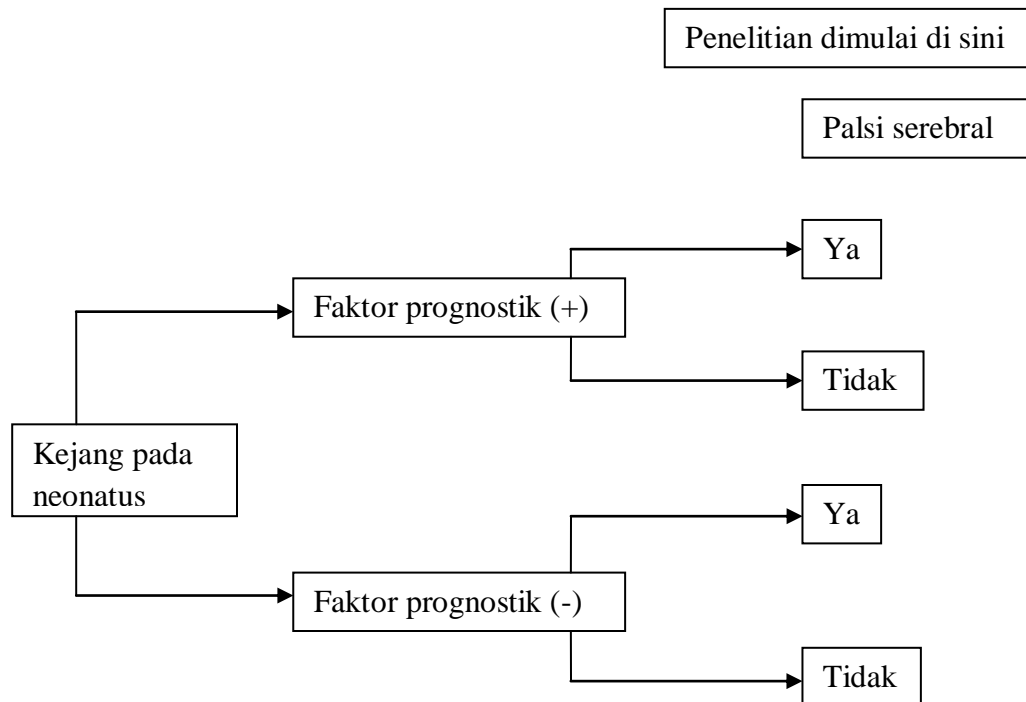 Penelitian dimulai di sini
Palsi serebral
Ya
Faktor prognostik (+)
Tidak
Kejang pada
neonatus
Ya
Faktor prognostik (-)
Tidak